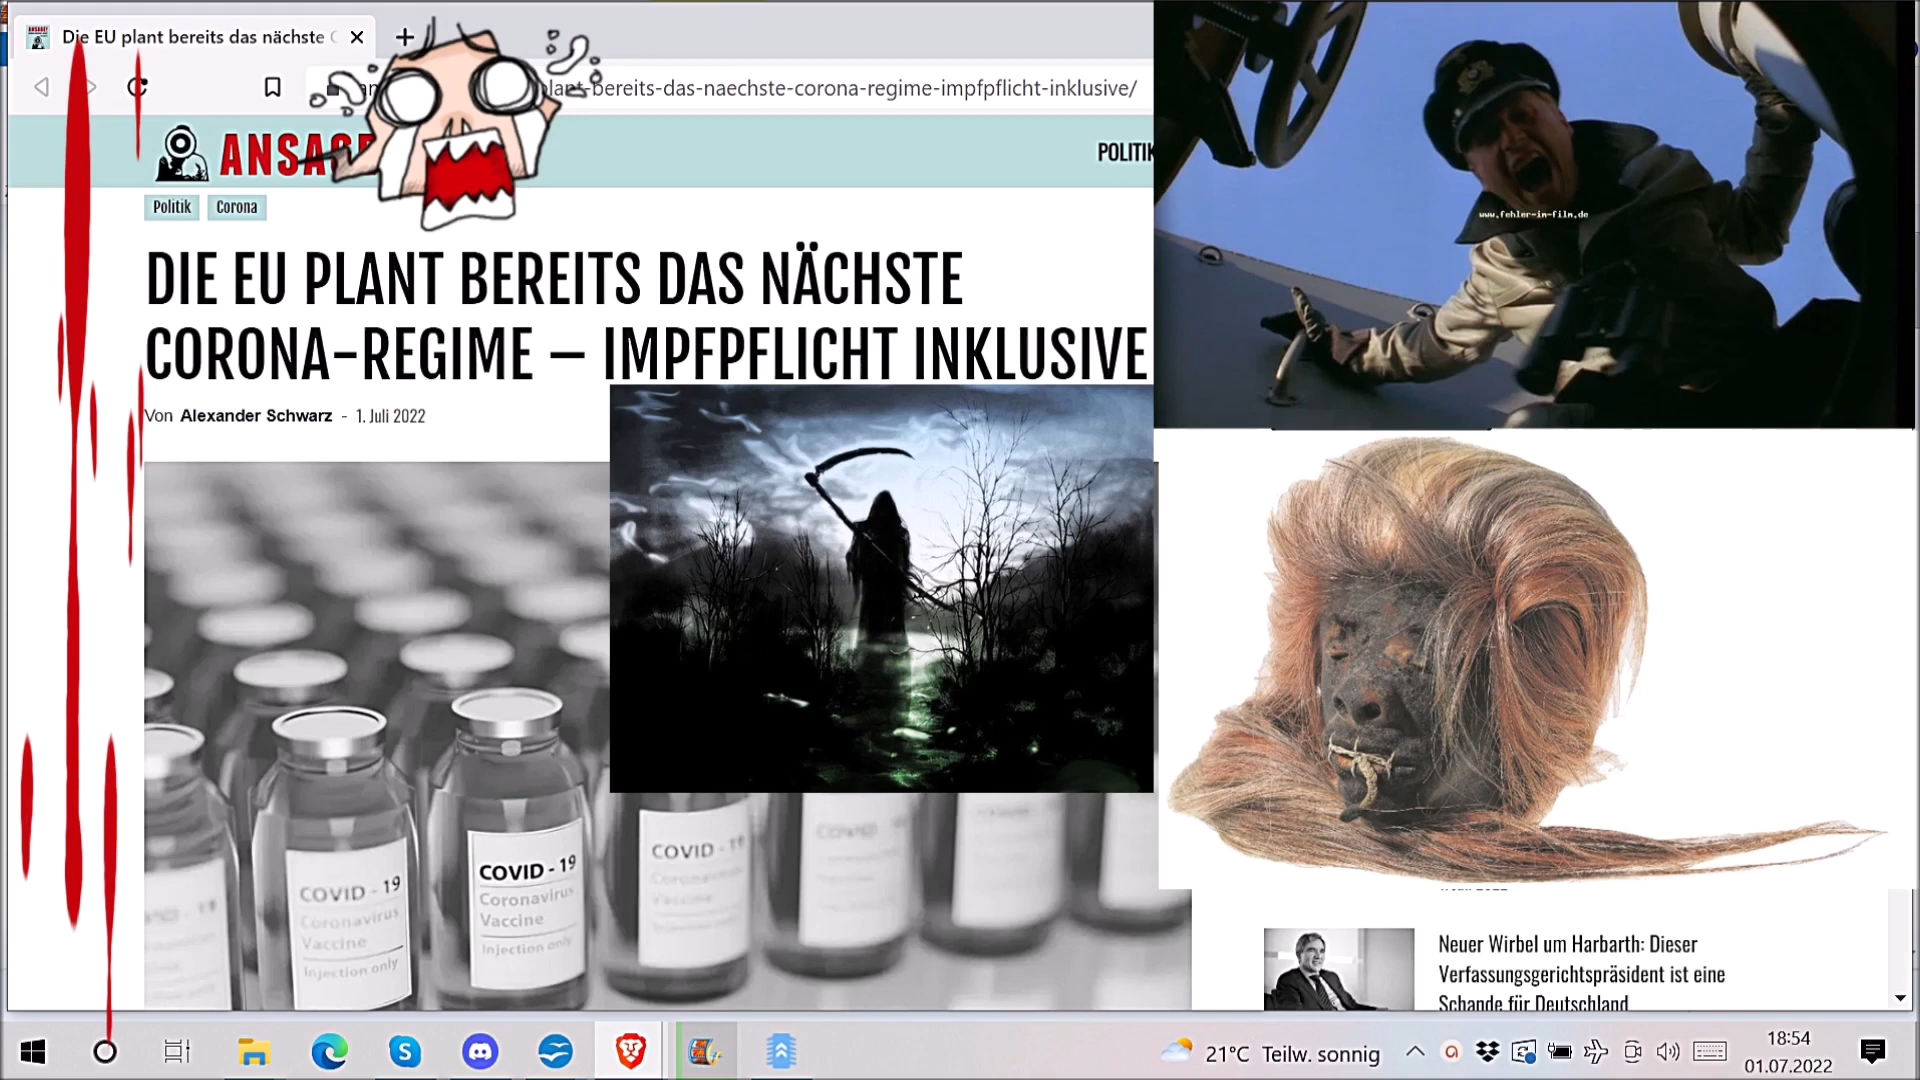 Die EU plant bereits das nächste
plant-bereits-das-naechste-corona-regime-impfpflicht-inklusive/
POLITIK
Politik
Corona
DIE EU PLANT BEREITS DAS NÄCHSTE
CORONA-REGIME – IMPFPFLICHT INKLUSIVE
Von Alexander Schwarz - 1. Juli 2022
www.fehler-in-film.de
COVID - 19
Coronavirus
Vaccine
Injection only
COVID - 19
Coronavirus
Vaccine
Injection only
COVID - 19
Coronavirus
Vaccine
Neuer Wirbel um Harbarth: Dieser
Verfassungsgerichtspräsident ist eine
Schande für Deutschland
21°C Teilw. sonnig
18:54
01.07.2022